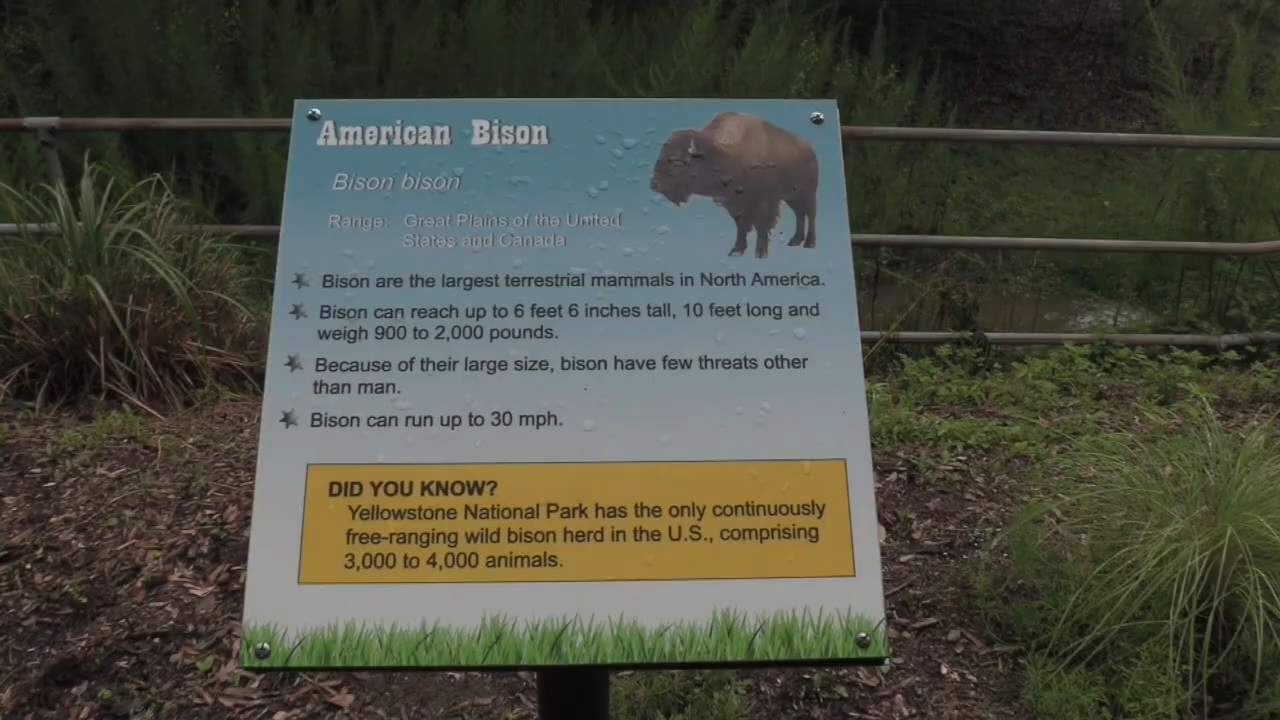 American Bison
Bison bison
Range: Great Plains of the United
States and Canada
Bison are the largest terrestrial mammals in North America.
Bison can reach up to 6 feet 6 inches tall, 10 feet long and
weigh 900 to 2,000 pounds.
Because of their large size, bison have few threats other
than man.
Bison can run up to 30 mph.
DID YOU KNOW?
Yellowstone National Park has the only continuously
free-ranging wild bison herd in the U.S., comprising
3,000 to 4,000 animals.